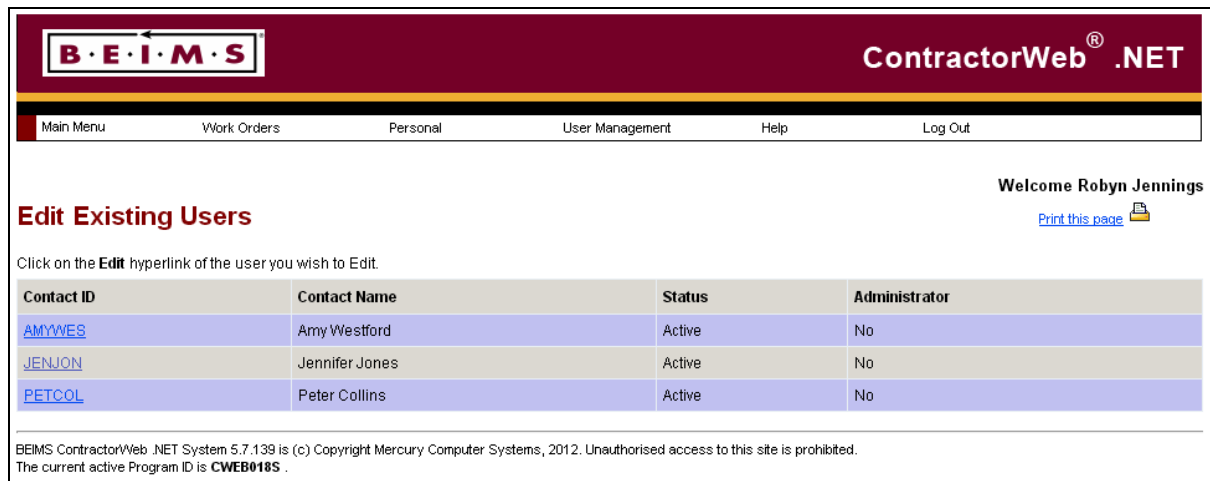 B·E·I·M·S
ContractorWeb® .NET
Main Menu Work Orders Personal User Management Help Log Out
Welcome Robyn Jennings
Edit Existing Users
Print this page
Click on the Edit hyperlink of the user you wish to Edit.
Contact ID Contact Name Status Administrator
AMYWES Amy Westford Active No
JENJON Jennifer Jones Active No
PETCOL Peter Collins Active No
BEIMS ContractorWeb .NET System 5.7.139 is (c) Copyright Mercury Computer Systems, 2012. Unauthorised access to this site is prohibited.
The current active Program ID is CWEB018S .